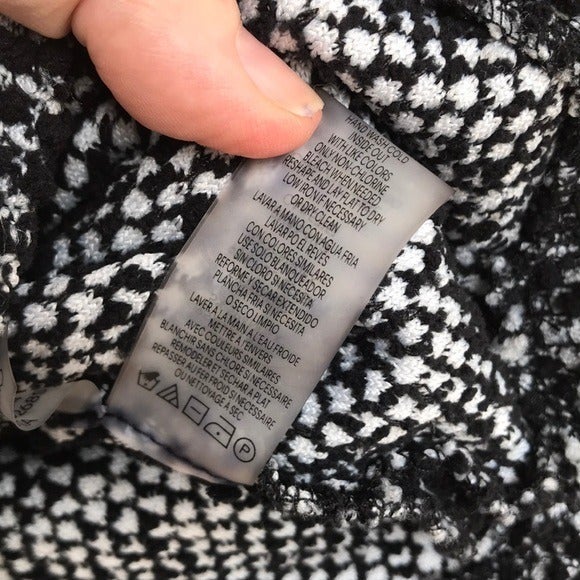 HAND WASH COLD
INSIDE OUT
WITH LIKE COLORS
ONLY NON CHLORINE
BLEACH WHEN NEEDED
RESHAPE AND LAY FLAT TO DRY
LOW IRON IF NECESSARY
OR DRY CLEAN
LAVAR A MANO CON AGUA FRIA
LAVAR POR EL REVES
CON COLORES SIMILARES
USE SOLO BLANQUEADOR
SIN CLORO SI NECESITA
REFORME Y SECAR EXTENDIDO
PLANCHA FRIA SI NECESITA
O SECO LIMPIO
LAVER A LA MAIN A L'EAU FROIDE
METTRE A L'ENVERS
AVEC COULEURS SIMILAIRES
BLANCHIR SANS CHLORE SI NECESSAIRE
REMODELER ET SECHAR A PLAT
REPASSER AU FER FROID SI NECESSAIRE
OU NETTOYAGE A SEC
P